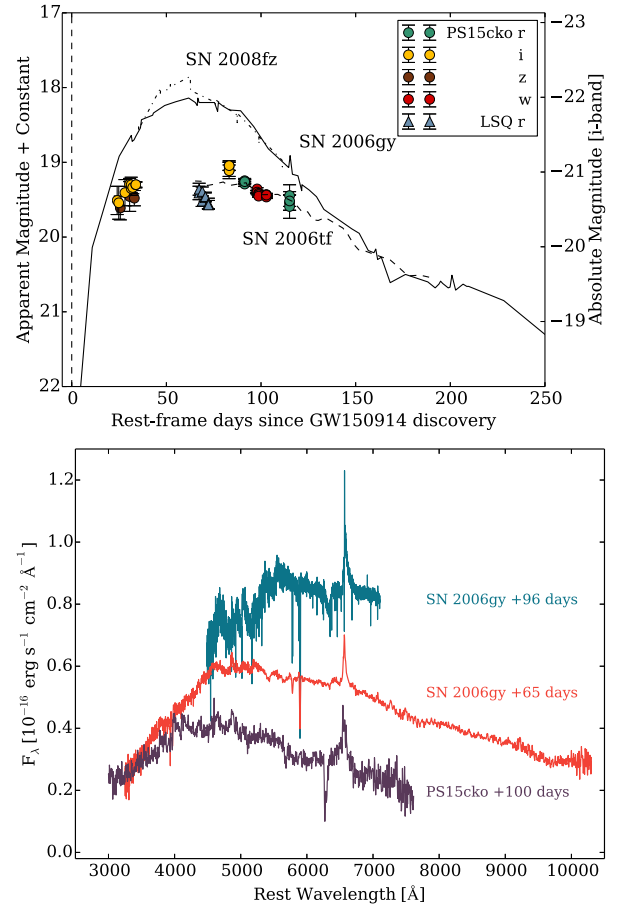 17
18
19
20
21
22
Apparent Magnitude + Constant
SN 2008fz
SN 2006gy
SN 2006tf
PS15cko r
i
z
w
LSQ r
−23
−22
−21
−20
−19
Absolute Magnitude [i-band]
0 50 100 150 200 250
Rest-frame days since GW150914 discovery
1.2
1.0
0.8
0.6
0.4
0.2
0.0
F_λ [10⁻¹⁶ erg s⁻¹ cm⁻² Å⁻¹]
SN 2006gy +96 days
SN 2006gy +65 days
PS15cko +100 days
3000 4000 5000 6000 7000 8000 9000 10000
Rest Wavelength [Å]